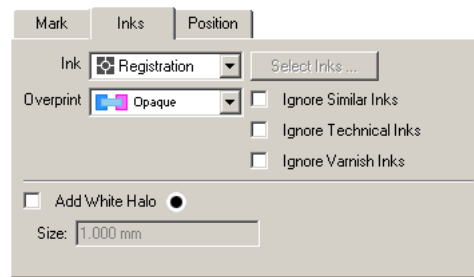 Mark Inks Position
Ink Registration Select Inks ...
Overprint Opaque Ignore Similar Inks
Ignore Technical Inks
Ignore Varnish Inks
Add White Halo
Size: 1.000 mm